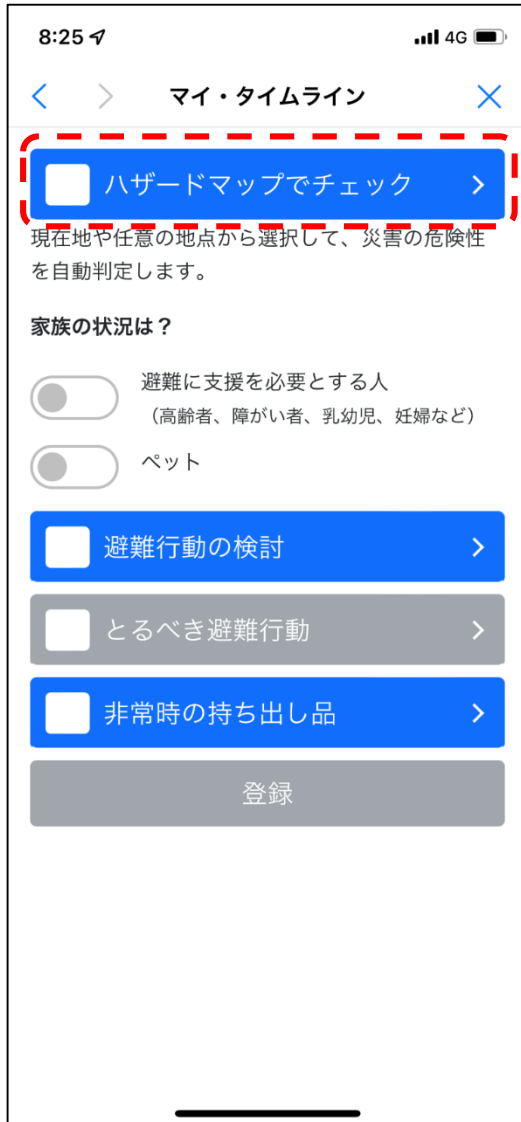 8:25
4G
マイ・タイムライン
ハザードマップでチェック
現在地や任意の地点から選択して、災害の危険性
を自動判定します。
家族の状況は？
避難に支援を必要とする人
（高齢者、障がい者、乳幼児、妊婦など）
ペット
避難行動の検討
とるべき避難行動
非常時の持ち出し品
登録